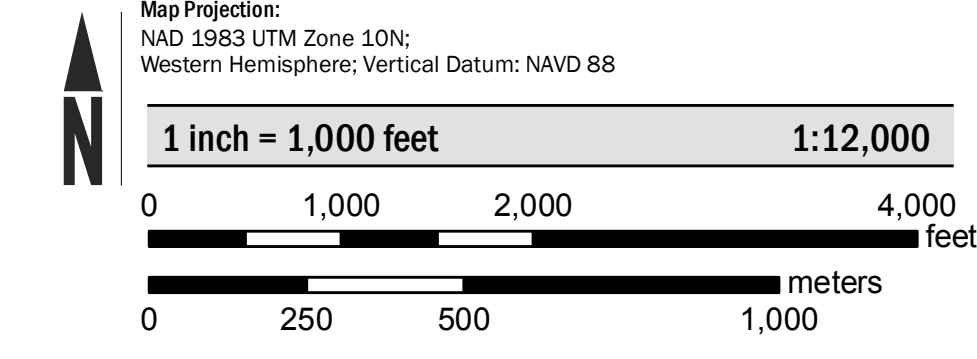 Map Projection:
NAD 1983 UTM Zone 10N;
Western Hemisphere; Vertical Datum: NAVD 88
N
1 inch = 1,000 feet 1:12,000
0 1,000 2,000 4,000
feet
meters
0 250 500 1,000